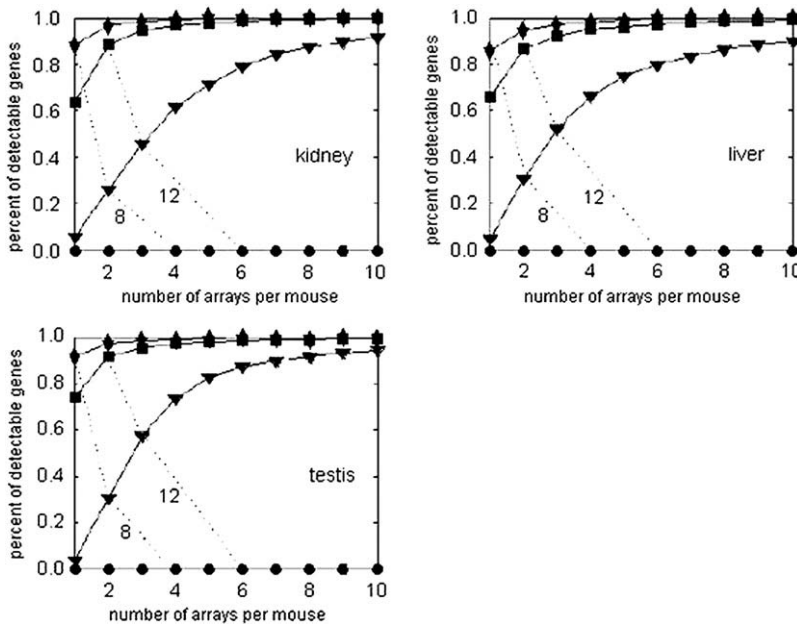 percent of detectable genes
1.0
0.8
0.6
0.4
0.2
0.0
kidney
12
8
2 4 6 8 10
number of arrays per mouse
percent of detectable genes
1.0
0.8
0.6
0.4
0.2
0.0
liver
12
8
2 4 6 8 10
number of arrays per mouse
percent of detectable genes
1.0
0.8
0.6
0.4
0.2
0.0
testis
12
8
2 4 6 8 10
number of arrays per mouse